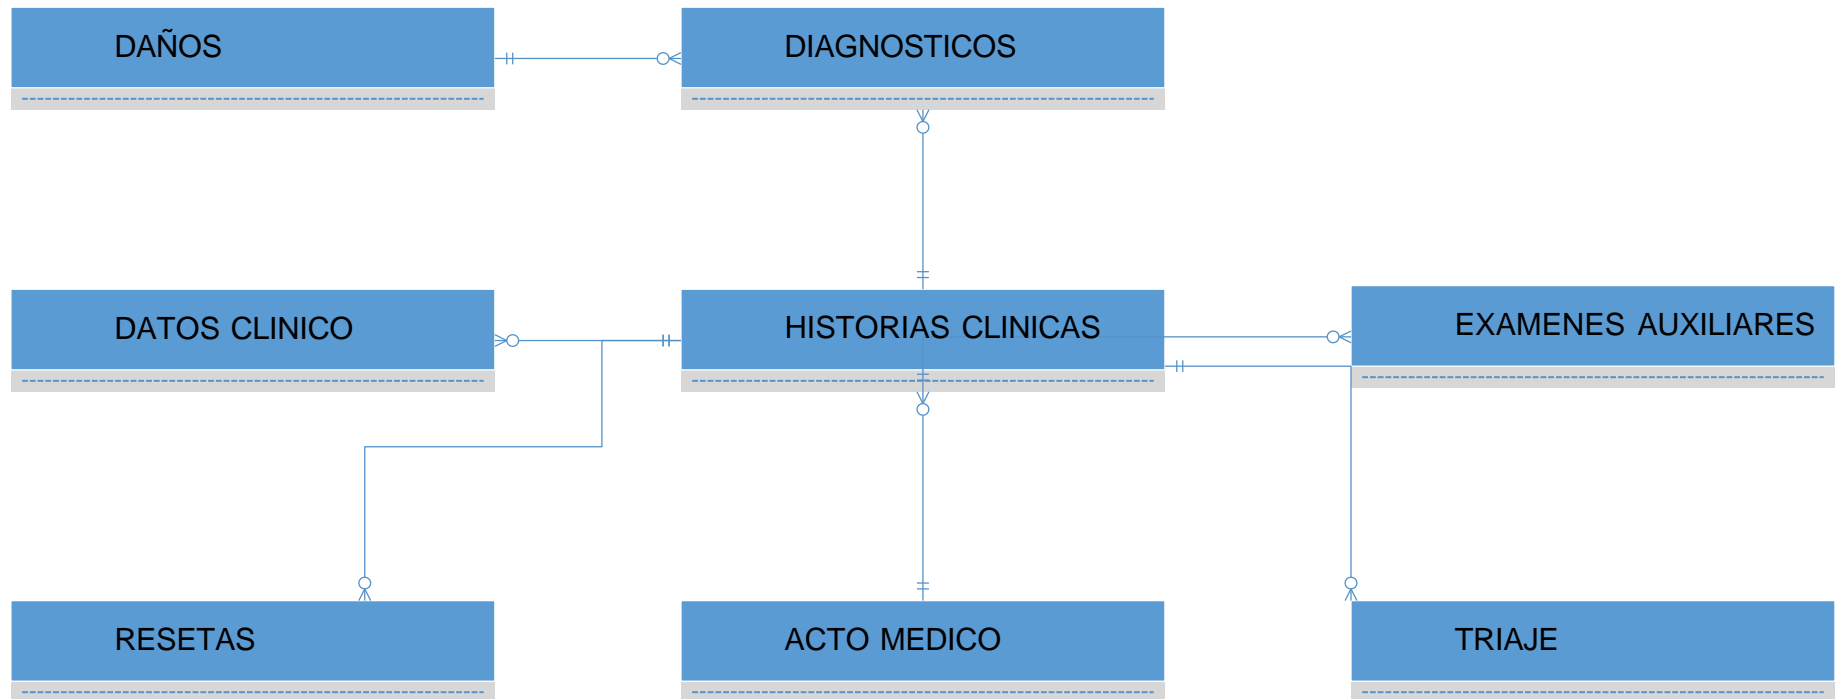 DAÑOS
DIAGNOSTICOS
DATOS CLINICO
HISTORIAS CLINICAS
EXAMENES AUXILIARES
RESETAS
ACTO MEDICO
TRIAJE